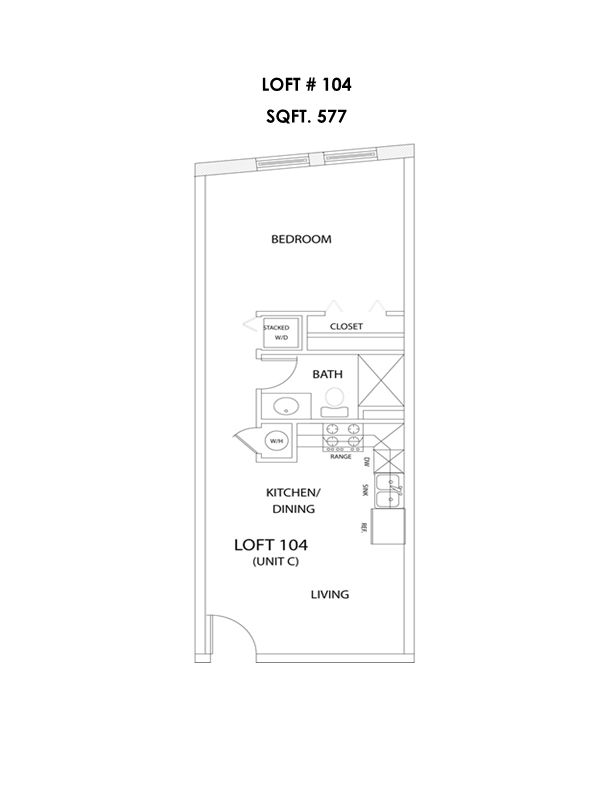 LOFT # 104
SQFT. 577
BEDROOM
STACKED
W/D
CLOSET
BATH
W/H
RANGE
DW
SINK
REF.
KITCHEN/
DINING
LOFT 104
(UNIT C)
LIVING